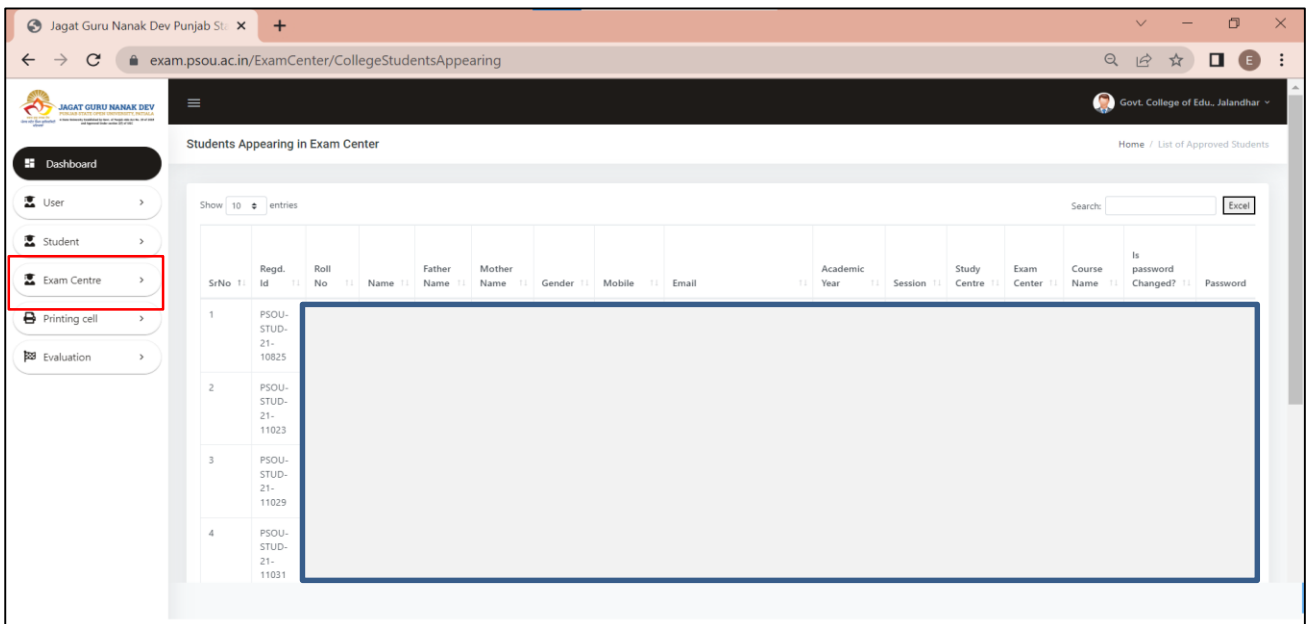 Jagat Guru Nanak Dev Punjab St
exam.psou.ac.in/ExamCenter/CollegeStudentsAppearing
E
JAGAT GURU NANAK DEV
PUNJAB STATE OPEN UNIVERSITY, PATIALA
Govt. College of Edu., Jalandhar
Dashboard
User
Student
Exam Centre
Printing cell
Evaluation
Students Appearing in Exam Center
Home / List of Approved Students
Show 10 entries
Search:
Excel
SrNo
Regd. Id
Roll No
Name
Father Name
Mother Name
Gender
Mobile
Email
Academic Year
Session
Study Centre
Exam Center
Course Name
Is password Changed?
Password
1
PSOU-
STUD-
21-
10825
2
PSOU-
STUD-
21-
11023
3
PSOU-
STUD-
21-
11029
4
PSOU-
STUD-
21-
11031